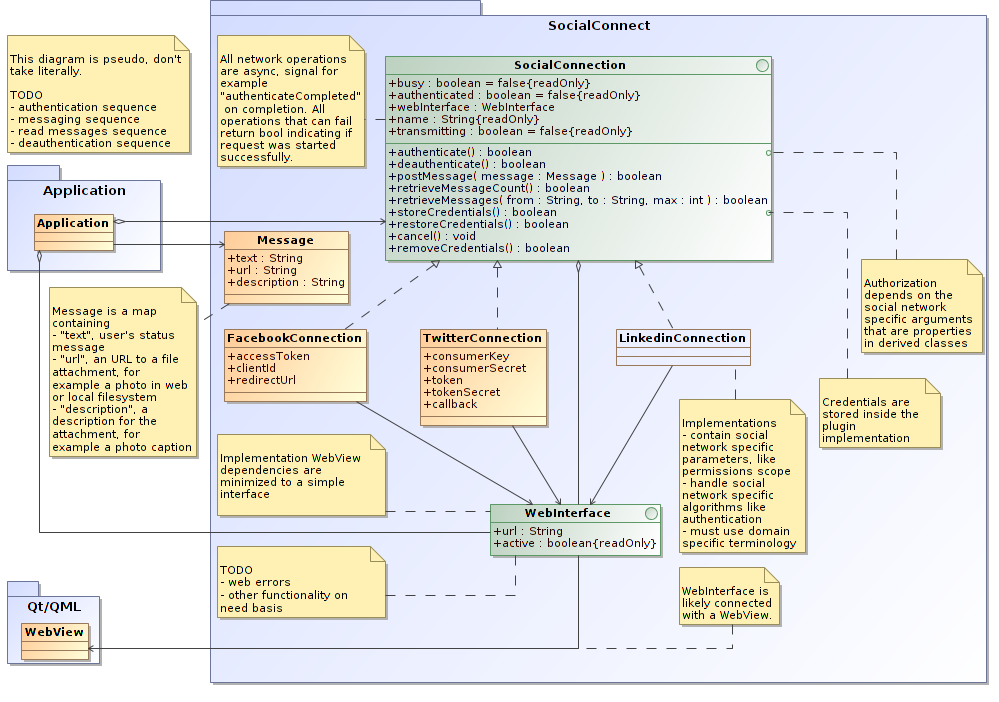 SocialConnect
This diagram is pseudo, don't
take literally.
TODO
- authentication sequence
- messaging sequence
- read messages sequence
- deauthentication sequence
All network operations
are async, signal for
example
"authenticateCompleted"
on completion. All
operations that can fail
return bool indicating if
request was started
successfully.
SocialConnection
+busy : boolean = false{readOnly}
+authenticated : boolean = false{readOnly}
+webInterface : WebInterface
+name : String{readOnly}
+transmitting : boolean = false{readOnly}
+authenticate() : boolean
+deauthenticate() : boolean
+postMessage( message : Message ) : boolean
+retrieveMessageCount() : boolean
+retrieveMessages( from : String, to : String, max : int ) : boolean
+storeCredentials() : boolean
+restoreCredentials() : boolean
+cancel() : void
+removeCredentials() : boolean
Application
Application
Message
+text : String
+url : String
+description : String
Authorization
depends on the
social network
specific arguments
that are properties
in derived classes
Message is a map
containing
- "text", user's status
message
- "url", an URL to a file
attachment, for
example a photo in web
or local filesystem
- "description", a
description for the
attachment, for
example a photo caption
FacebookConnection
+accessToken
+clientId
+redirectUrl
TwitterConnection
+consumerKey
+consumerSecret
+token
+tokenSecret
+callback
LinkedinConnection
Credentials are
stored inside the
plugin
implementation
Implementations
- contain social
network specific
parameters, like
permissions scope
- handle social
network specific
algorithms like
authentication
- must use domain
specific terminology
Implementation WebView
dependencies are
minimized to a simple
interface
WebInterface
+url : String
+active : boolean{readOnly}
TODO
- web errors
- other functionality on
need basis
WebInterface is
likely connected
with a WebView.
Qt/QML
WebView